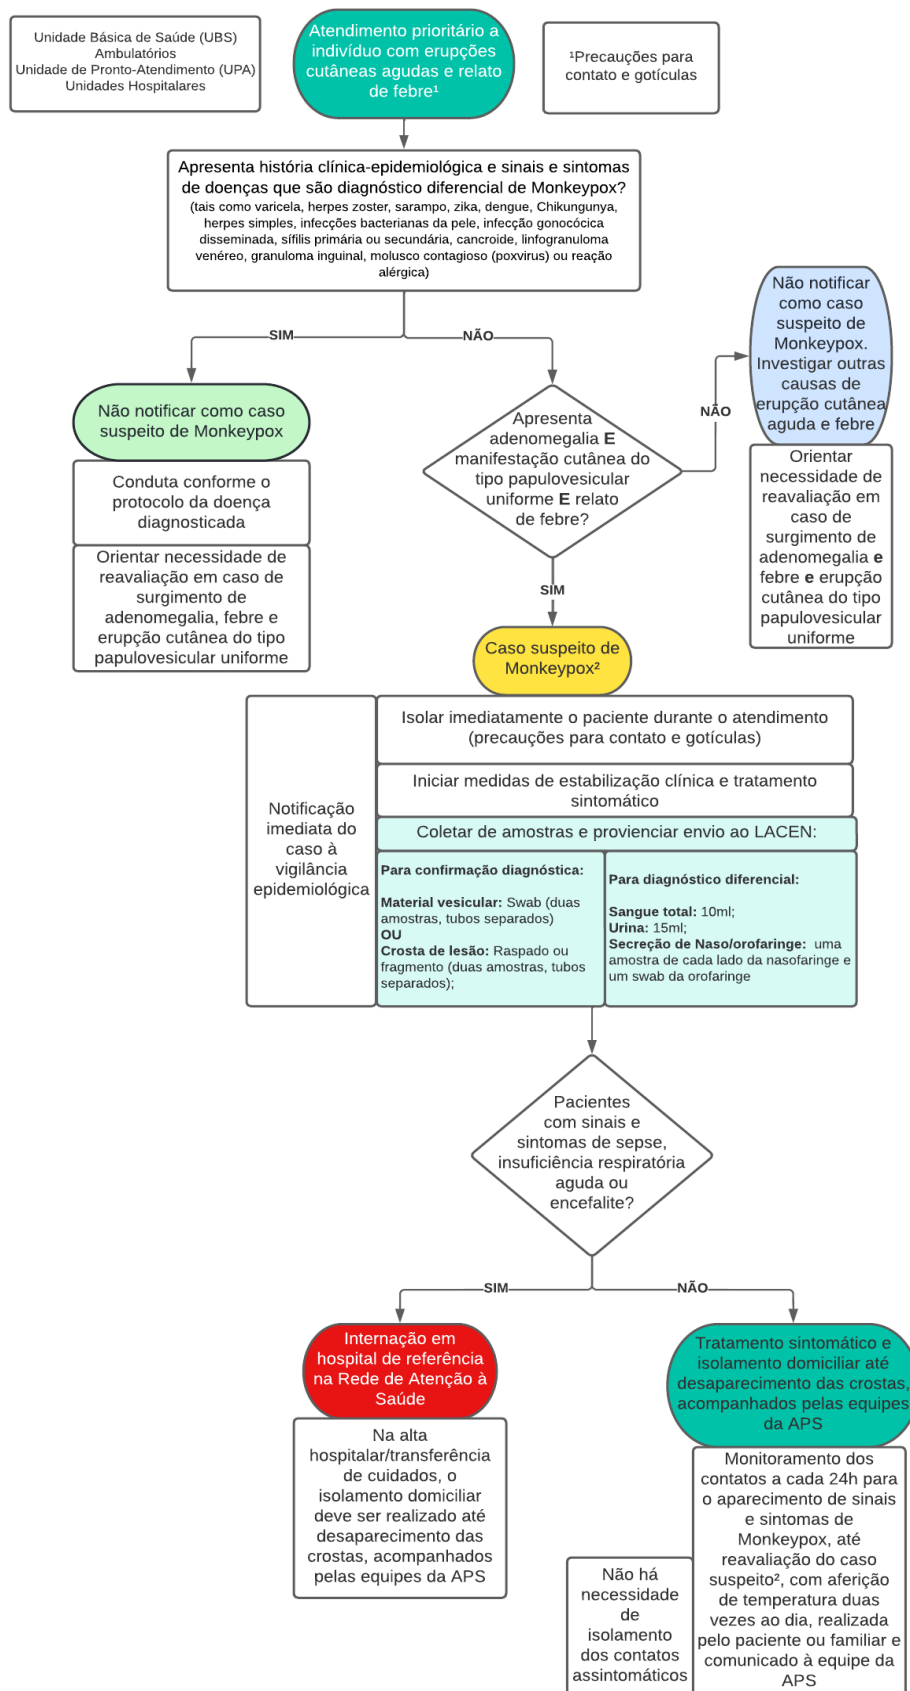 Unidade Básica de Saúde (UBS)
Ambulatórios
Unidade de Pronto-Atendimento (UPA)
Unidades Hospitalares
Atendimento prioritário a
indivíduo com erupções
cutâneas agudas e relato
de febre¹
¹Precauções para
contato e gotículas
Apresenta história clínica-epidemiológica e sinais e sintomas
de doenças que são diagnóstico diferencial de Monkeypox?
(tais como varicela, herpes zoster, sarampo, zika, dengue, Chikungunya,
herpes simples, infecções bacterianas da pele, infecção gonocócica
disseminada, sífilis primária ou secundária, cancroide, linfogranuloma
venéreo, granuloma inguinal, molusco contagioso (poxvirus) ou reação
alérgica)
SIM
NÃO
Não notificar como caso
suspeito de Monkeypox
Conduta conforme o
protocolo da doença
diagnosticada
Orientar necessidade de
reavaliação em caso de
surgimento de
adenomegalia, febre e
erupção cutânea do tipo
papulovesicular uniforme
Apresenta
adenomegalia E
manifestação cutânea do
tipo papulovesicular
uniforme E relato
de febre?
NÃO
Não notificar
como caso
suspeito de
Monkeypox.
Investigar outras
causas de
erupção cutânea
aguda e febre
Orientar
necessidade de
reavaliação em
caso de
surgimento de
adenomegalia e
febre e erupção
cutânea do tipo
papulovesicular
uniforme
SIM
Caso suspeito de
Monkeypox²
Notificação
imediata do
caso à
vigilância
epidemiológica
Isolar imediatamente o paciente durante o atendimento
(precauções para contato e gotículas)
Iniciar medidas de estabilização clínica e tratamento
sintomático
Coletar de amostras e provienciar envio ao LACEN:
Para confirmação diagnóstica:
Material vesicular: Swab (duas
amostras, tubos separados)
OU
Crosta de lesão: Raspado ou
fragmento (duas amostras, tubos
separados);
Para diagnóstico diferencial:
Sangue total: 10ml;
Urina: 15ml;
Secreção de Naso/orofaringe: uma
amostra de cada lado da nasofaringe e
um swab da orofaringe
Pacientes
com sinais e
sintomas de sepse,
insuficiência respiratória
aguda ou
encefalite?
SIM
NÃO
Internação em
hospital de referência
na Rede de Atenção à
Saúde
Na alta
hospitalar/transferência
de cuidados, o
isolamento domiciliar
deve ser realizado até
desaparecimento das
crostas, acompanhados
pelas equipes da APS
Tratamento sintomático e
isolamento domiciliar até
desaparecimento das crostas,
acompanhados pelas equipes
da APS
Não há
necessidade
de
isolamento
dos contatos
assintomáticos
Monitoramento dos
contatos a cada 24h para
o aparecimento de sinais
e sintomas de
Monkeypox, até
reavaliação do caso
suspeito², com aferição
de temperatura duas
vezes ao dia, realizada
pelo paciente ou familiar e
comunicado à equipe da
APS